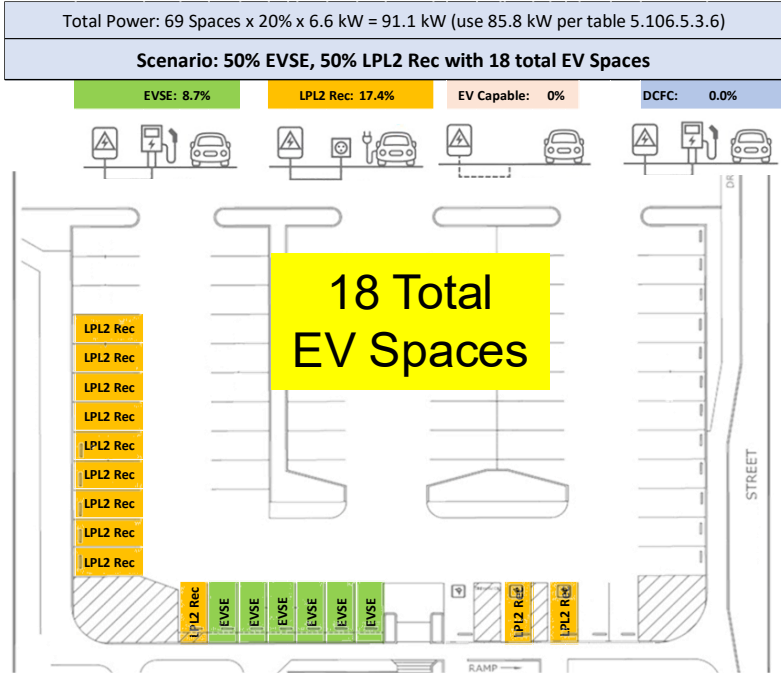 Total Power: 69 Spaces x 20% x 6.6 kW = 91.1 kW (use 85.8 kW per table 5.106.5.3.6)
Scenario: 50% EVSE, 50% LPL2 Rec with 18 total EV Spaces
EVSE: 8.7%
LPL2 Rec: 17.4%
EV Capable: 0%
DCFC: 0.0%
DR
18 Total
EV Spaces
LPL2 Rec
LPL2 Rec
LPL2 Rec
LPL2 Rec
LPL2 Rec
LPL2 Rec
LPL2 Rec
LPL2 Rec
LPL2 Rec
STREET
LPL2 Rec
EVSE
EVSE
EVSE
EVSE
EVSE
EVSE
LPL2 Rec
LPL2 Rec
RAMP